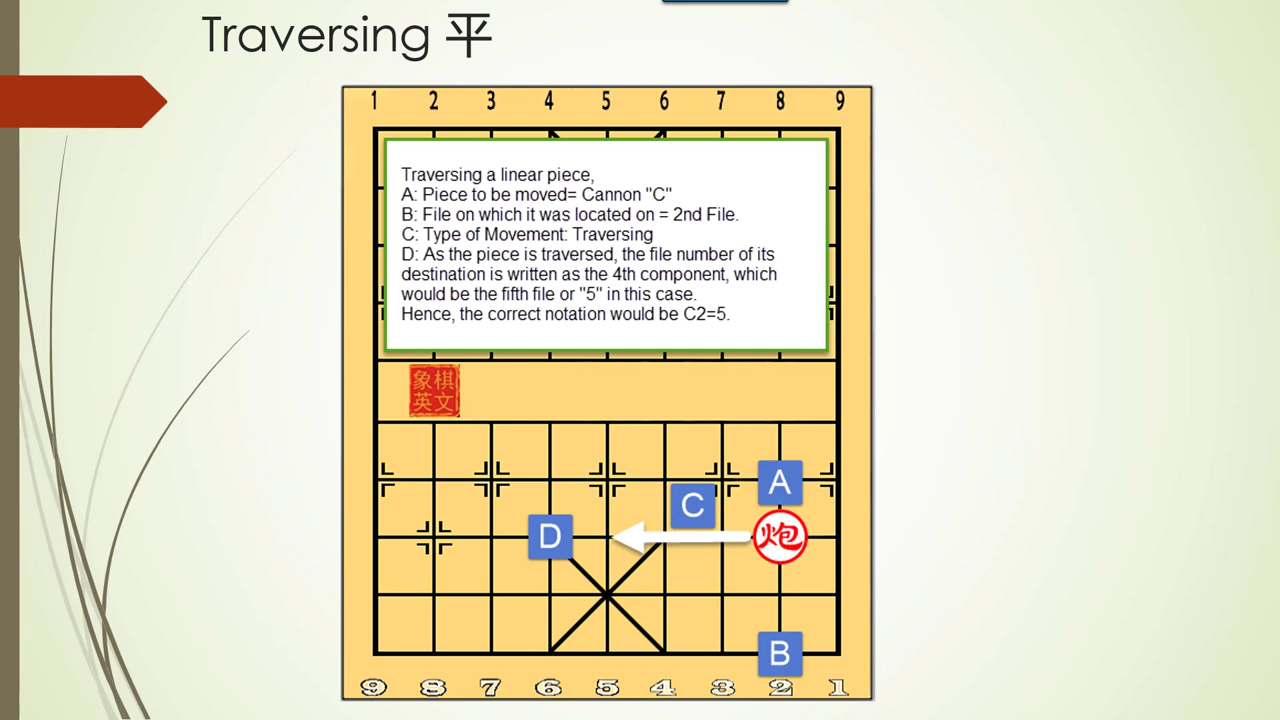 Traversing 平
1 2 3 4 5 6 7 8 9
Traversing a linear piece,
A: Piece to be moved= Cannon "C"
B: File on which it was located on = 2nd File.
C: Type of Movement: Traversing
D: As the piece is traversed, the file number of its
destination is written as the 4th component, which
would be the fifth file or "5" in this case.
Hence, the correct notation would be C2=5.
象棋
英文
A
C
D
炮
B
9 8 7 6 5 4 3 2 1